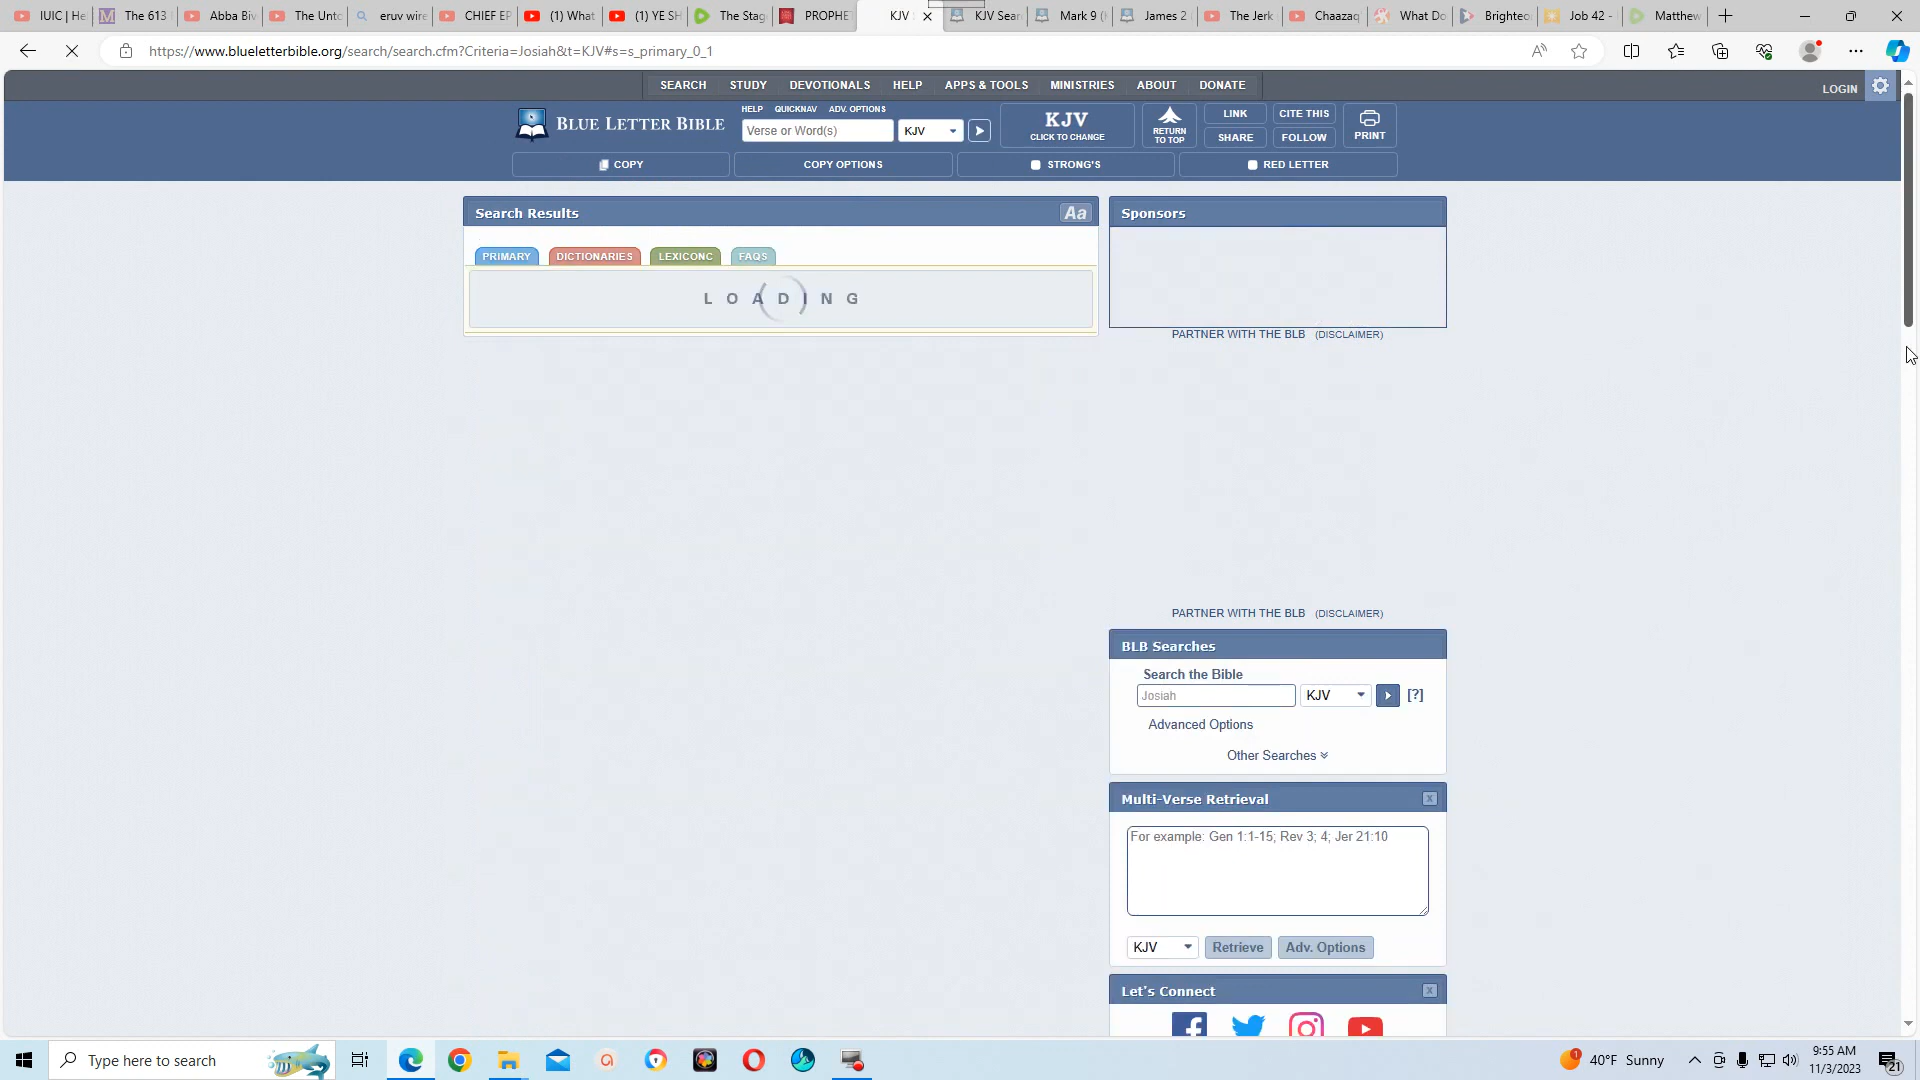 IUIC | He
The 613
Abba Biv
The Unto
eruv wire
CHIEF EP
(1) What
(1) YE SH
The Stag
PROPHE
KJV
KJV Sear
Mark 9 (
James 2
The Jerk
Chaazaq
What Do
Brighteo
Job 42 -
Matthew
https://www.blueletterbible.org/search/search.cfm?Criteria=Josiah&t=KJV#s=s_primary_0_1
SEARCH STUDY DEVOTIONALS HELP APPS & TOOLS MINISTRIES ABOUT DONATE
LOGIN
BLUE LETTER BIBLE
HELP QUICKNAV ADV. OPTIONS
Verse or Word(s) KJV
KJV
CLICK TO CHANGE
RETURN
TO TOP
LINK CITE THIS
SHARE FOLLOW
PRINT
COPY COPY OPTIONS STRONG'S RED LETTER
Search Results Aa
PRIMARY DICTIONARIES LEXICONC FAQS
LOADING
Sponsors
PARTNER WITH THE BLB (DISCLAIMER)
PARTNER WITH THE BLB (DISCLAIMER)
BLB Searches
Search the Bible
Josiah KJV [?]
Advanced Options
Other Searches
Multi-Verse Retrieval x
For example: Gen 1:1-15; Rev 3; 4; Jer 21:10
KJV Retrieve Adv. Options
Let's Connect x
Type here to search
40°F Sunny
9:55 AM
11/3/2023
21